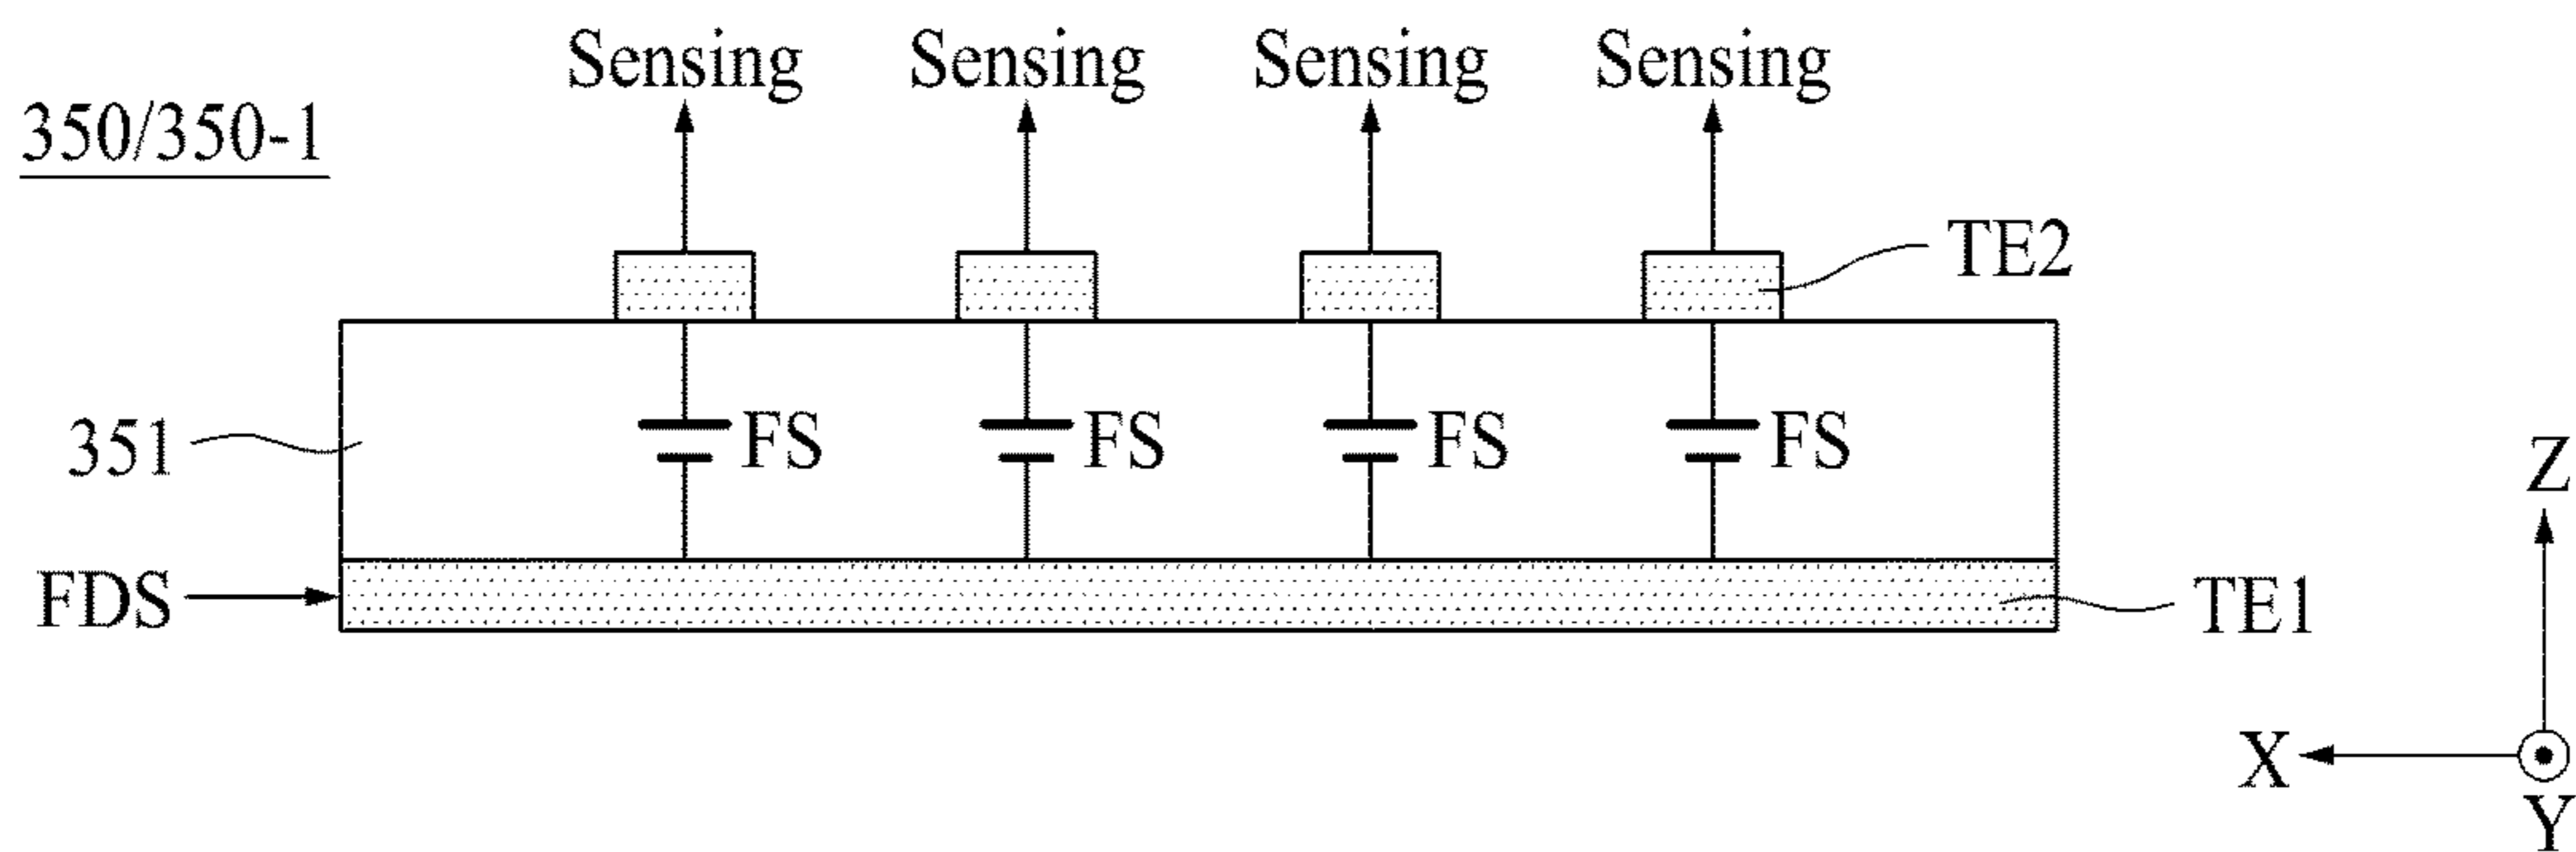 Sensing Sensing Sensing Sensing
350/350-1
TE2
351 FS FS FS FS
Z
FDS
TE1
X
Y